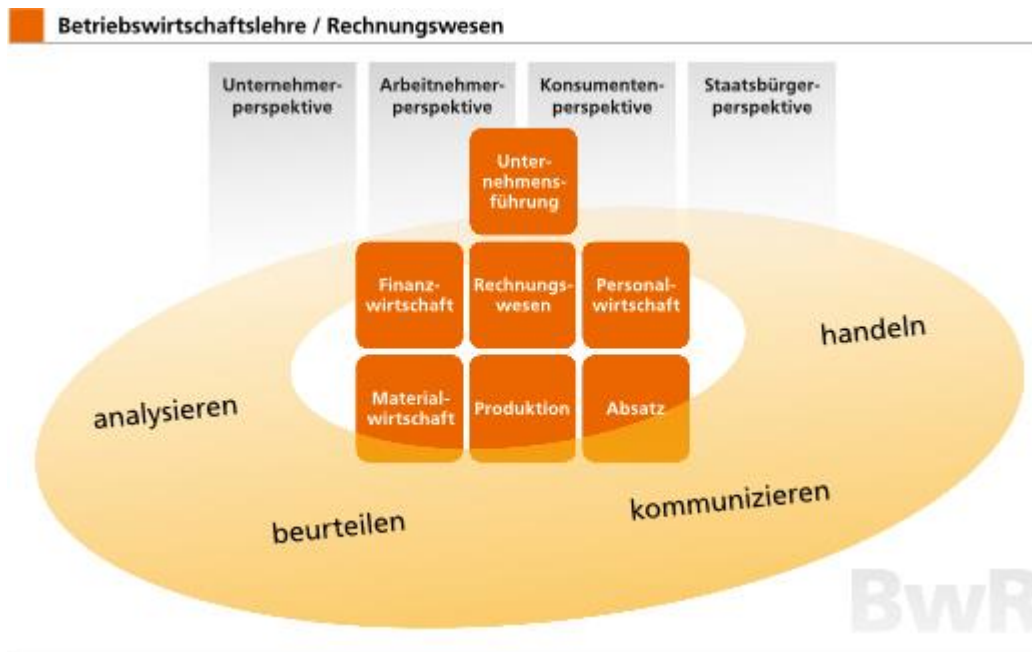 Betriebswirtschaftslehre / Rechnungswesen
Unternehmer-
perspektive
Arbeitnehmer-
perspektive
Konsumenten-
perspektive
Staatsbürger-
perspektive
Unter-
nehmens-
führung
Finanz-
wirtschaft
Rechnungs-
wesen
Personal-
wirtschaft
Material-
wirtschaft
Produktion
Absatz
analysieren
beurteilen
kommunizieren
handeln
BwR